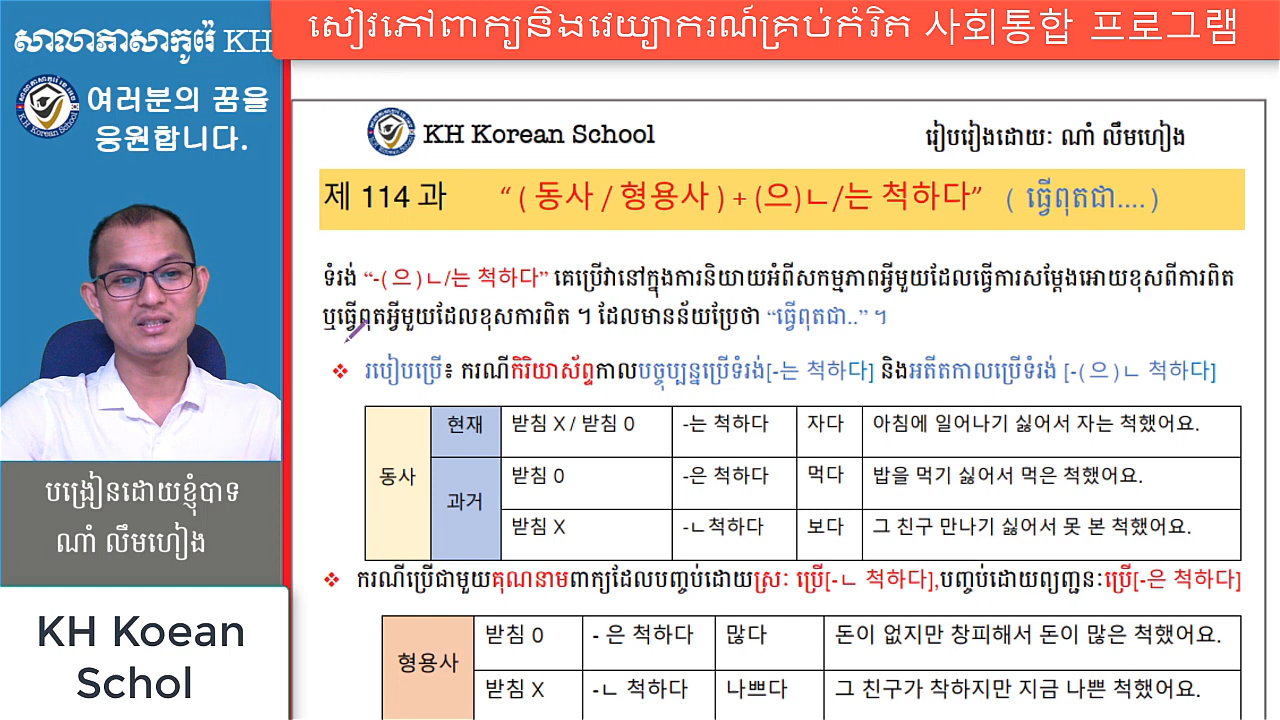 សាលាភាសាកូរ៉េ KH
여러분의 꿈을
응원합니다.
បង្រៀនដោយខ្ញុំបាទ
ណាំ លឹមហៀង
KH Koean
Schol
សៀវភៅពាក្យនិងវេយ្យាករណ៍គ្រប់កំរិត 사회통합 프로그램
KH Korean School
រៀបរៀងដោយ: ណាំ លឹមហៀង
제 114 과 “ ( 동사 / 형용사 ) + (으)ㄴ/는 척하다” ( ធ្វើពុតជា.... )
ទំរង់ “-( 으 )ㄴ/는 척하다” គេប្រើវានៅក្នុងការនិយាយអំពីសកម្មភាពអ្វីមួយដែលធ្វើការសម្តែងអោយខុសពីការពិត
ឬធ្វើពុតអ្វីមួយដែលខុសការពិត ។ ដែលមានន័យប្រែថា “ធ្វើពុតជា..” ។
❖ របៀបប្រើ៖ ករណីកិរិយាស័ព្ទកាលបច្ចុប្បន្នប្រើទំរង់[-는 척하다] និងអតីតកាលប្រើទំរង់ [-( 으 )ㄴ 척하다]
동사 현재 받침 X / 받침 0 -는 척하다 자다 아침에 일어나기 싫어서 자는 척했어요.
과거 받침 0 -은 척하다 먹다 밥을 먹기 싫어서 먹은 척했어요.
받침 X -ㄴ척하다 보다 그 친구 만나기 싫어서 못 본 척했어요.
❖ ករណីប្រើជាមួយគុណនាមពាក្យដែលបញ្ចប់ដោយស្រ: ប្រើ[-ㄴ 척하다],បញ្ចប់ដោយព្យញ្ជន:ប្រើ[-은 척하다]
형용사 받침 0 - 은 척하다 많다 돈이 없지만 창피해서 돈이 많은 척했어요.
받침 X -ㄴ 척하다 나쁘다 그 친구가 착하지만 지금 나쁜 척했어요.